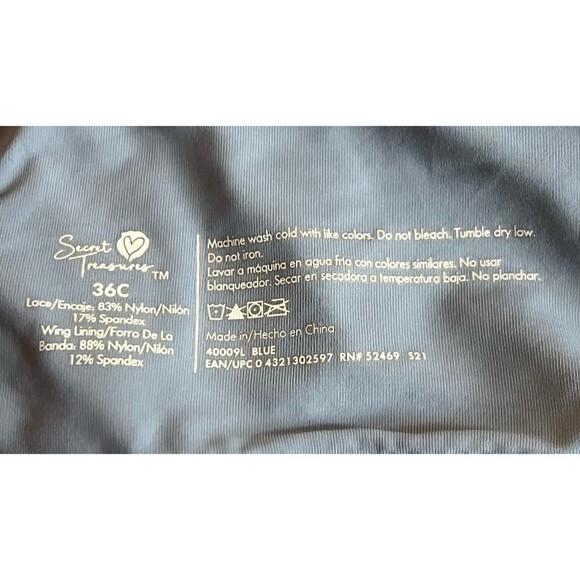 Secret
Treasures™
36C
Lace/Encaje: 83% Nylon/Nilón
17% Spandex
Wing Lining/Forro De La
Banda: 88% Nylon/Nilón
12% Spandex
Machine wash cold with like colors. Do not bleach. Tumble dry low.
Do not iron.
Lavar a máquina en agua fría con colores similares. No usar
blanqueador. Secar en secadora a temperatura baja. No planchar.
Made in/Hecho en China
40009L BLUE
EAN/UPC 0 4321302597 RN# 52469 S21